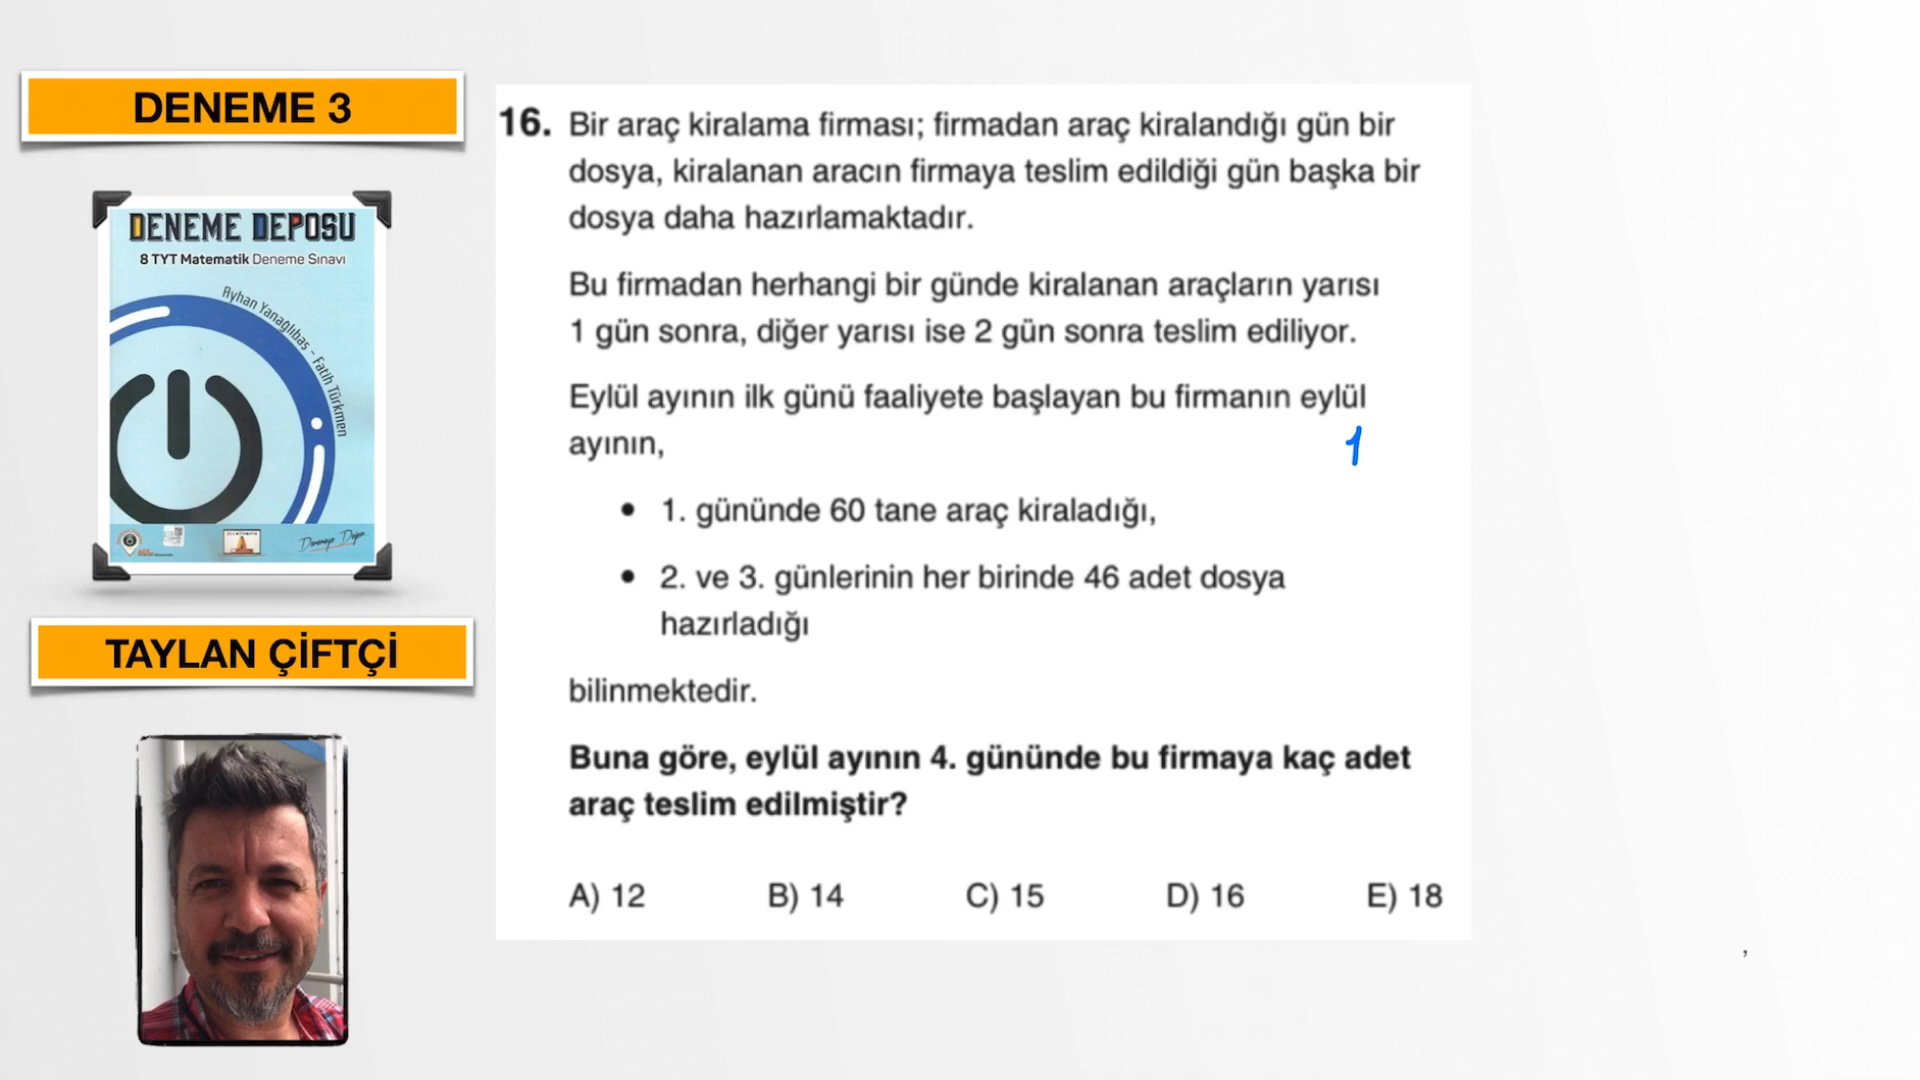 DENEME 3
DENEME DEPOSU
8 TYT Matematik Deneme Sınavı
Ayhan Yanağlıbaş - Fatih Türkmen
TAYLAN ÇİFTÇİ
16. Bir araç kiralama firması; firmadan araç kiralandığı gün bir
dosya, kiralanan aracın firmaya teslim edildiği gün başka bir
dosya daha hazırlamaktadır.
Bu firmadan herhangi bir günde kiralanan araçların yarısı
1 gün sonra, diğer yarısı ise 2 gün sonra teslim ediliyor.
Eylül ayının ilk günü faaliyete başlayan bu firmanın eylül
ayının,
1
• 1. gününde 60 tane araç kiraladığı,
• 2. ve 3. günlerinin her birinde 46 adet dosya
hazırladığı
bilinmektedir.
Buna göre, eylül ayının 4. gününde bu firmaya kaç adet
araç teslim edilmiştir?
A) 12 B) 14 C) 15 D) 16 E) 18
,